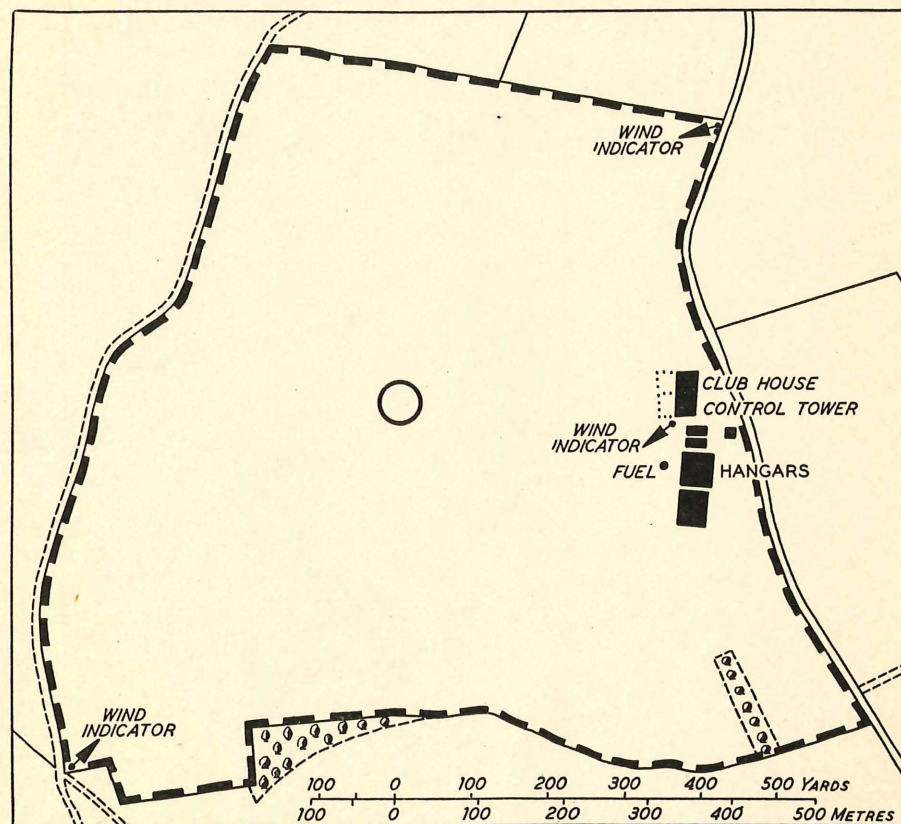 WIND
INDICATOR
CLUB HOUSE
CONTROL TOWER
WIND
INDICATOR
FUEL
HANGARS
WIND
INDICATOR
100 0 100 200 300 400 500 YARDS
100 0 100 200 300 400 500 METRES